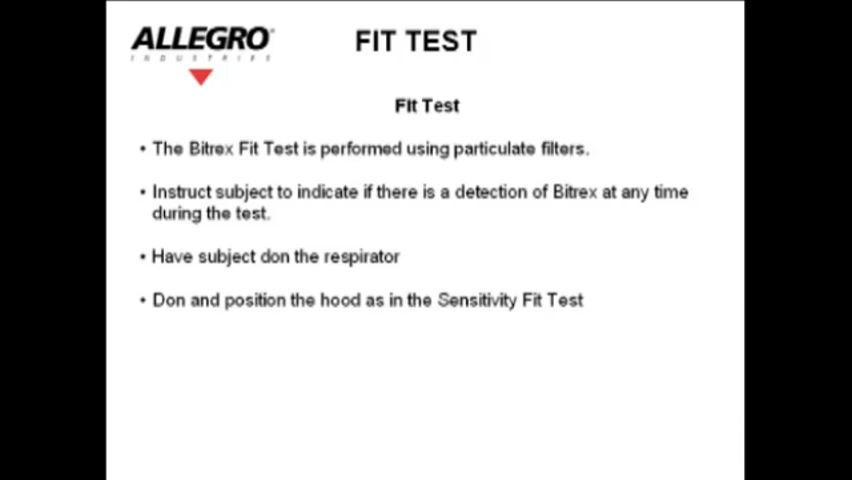 ALLEGRO
INDUSTRIES
FIT TEST
Fit Test
• The Bitrex Fit Test is performed using particulate filters.
• Instruct subject to indicate if there is a detection of Bitrex at any time
during the test.
• Have subject don the respirator
• Don and position the hood as in the Sensitivity Fit Test